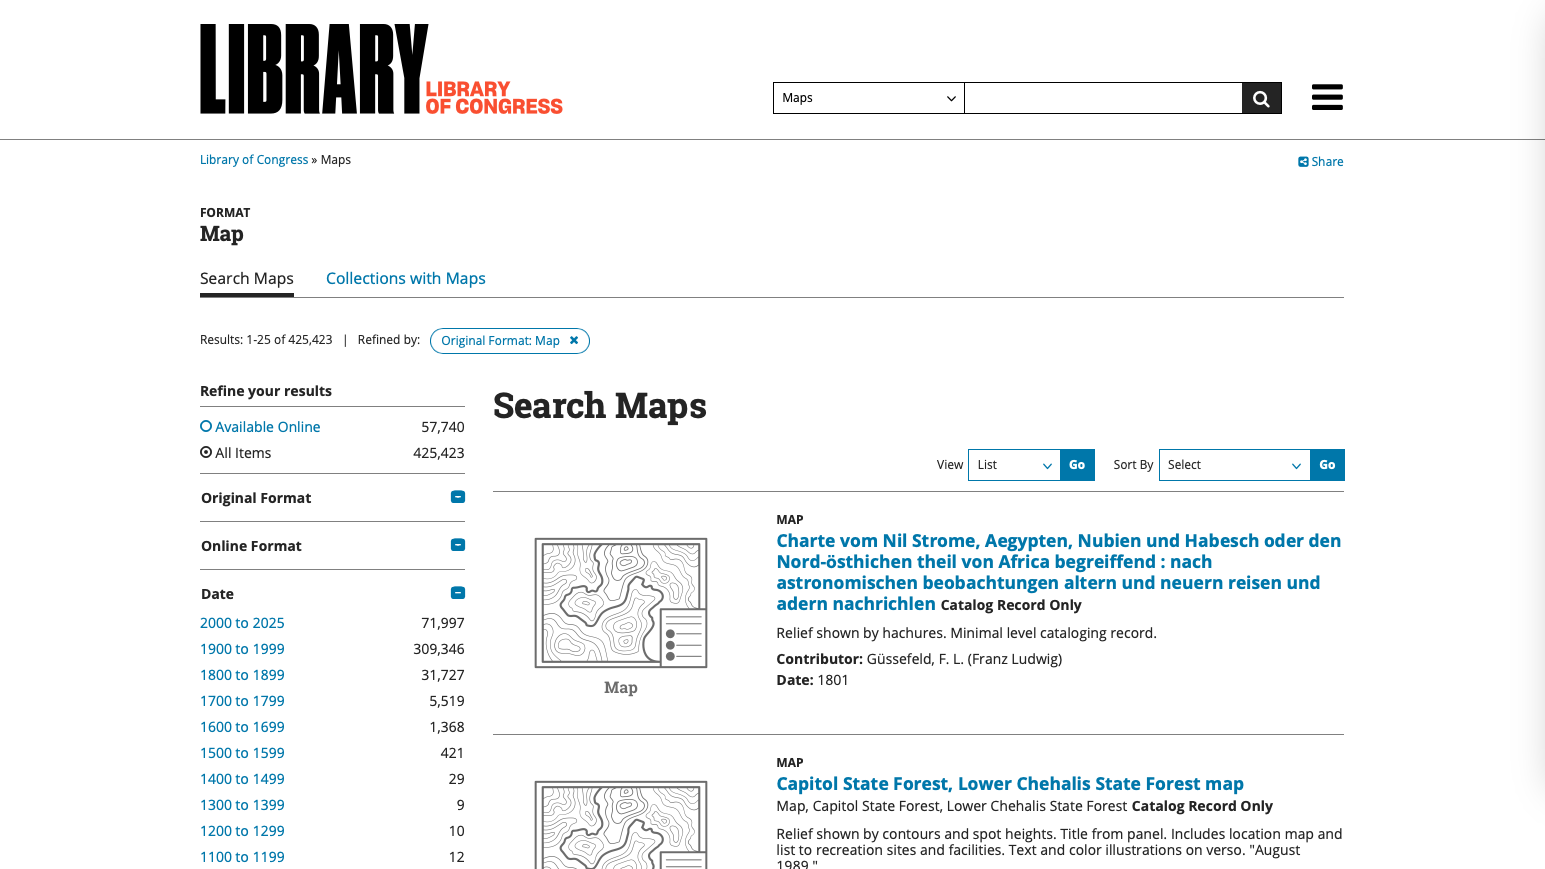 LIBRARY
LIBRARY
OF CONGRESS
Maps
Library of Congress » Maps
Share
FORMAT
Map
Search Maps
Collections with Maps
Results: 1-25 of 425,423 | Refined by: Original Format: Map ✖
Refine your results
Available Online 57,740
All Items 425,423
Original Format
Online Format
Date
2000 to 2025 71,997
1900 to 1999 309,346
1800 to 1899 31,727
1700 to 1799 5,519
1600 to 1699 1,368
1500 to 1599 421
1400 to 1499 29
1300 to 1399 9
1200 to 1299 10
1100 to 1199 12
Search Maps
View List Go Sort By Select Go
MAP
Charte vom Nil Strome, Aegypten, Nubien und Habesch oder den
Nord-östhichen theil von Africa begreiffend : nach
astronomischen beobachtungen altern und neuern reisen und
adern nachrichlen Catalog Record Only
Relief shown by hachures. Minimal level cataloging record.
Contributor: Güssefeld, F. L. (Franz Ludwig)
Date: 1801
Map
MAP
Capitol State Forest, Lower Chehalis State Forest map
Map, Capitol State Forest, Lower Chehalis State Forest Catalog Record Only
Relief shown by contours and spot heights. Title from panel. Includes location map and
list to recreation sites and facilities. Text and color illustrations on verso. "August
1989."